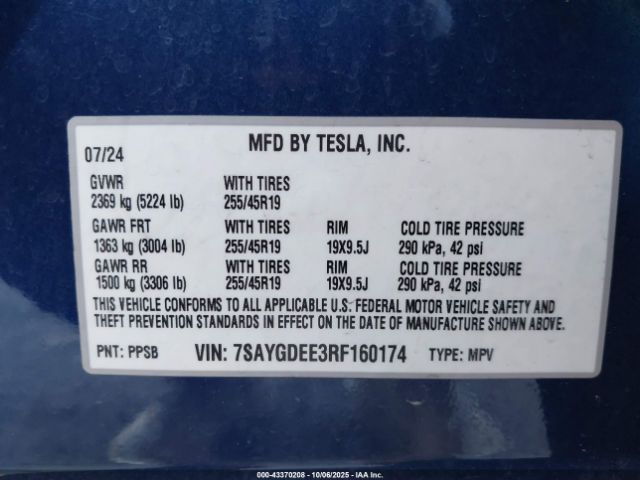 MFD BY TESLA, INC.
07/24
GVWR WITH TIRES
2369 kg (5224 lb) 255/45R19
GAWR FRT WITH TIRES RIM COLD TIRE PRESSURE
1363 kg (3004 lb) 255/45R19 19X9.5J 290 kPa, 42 psi
GAWR RR WITH TIRES RIM COLD TIRE PRESSURE
1500 kg (3306 lb) 255/45R19 19X9.5J 290 kPa, 42 psi
THIS VEHICLE CONFORMS TO ALL APPLICABLE U.S. FEDERAL MOTOR VEHICLE SAFETY AND
THEFT PREVENTION STANDARDS IN EFFECT ON THE DATE OF MANUFACTURE SHOWN ABOVE.
PNT: PPSB VIN: 7SAYGDEE3RF160174 TYPE: MPV
000-43370208 - 10/06/2025 - IAA Inc.